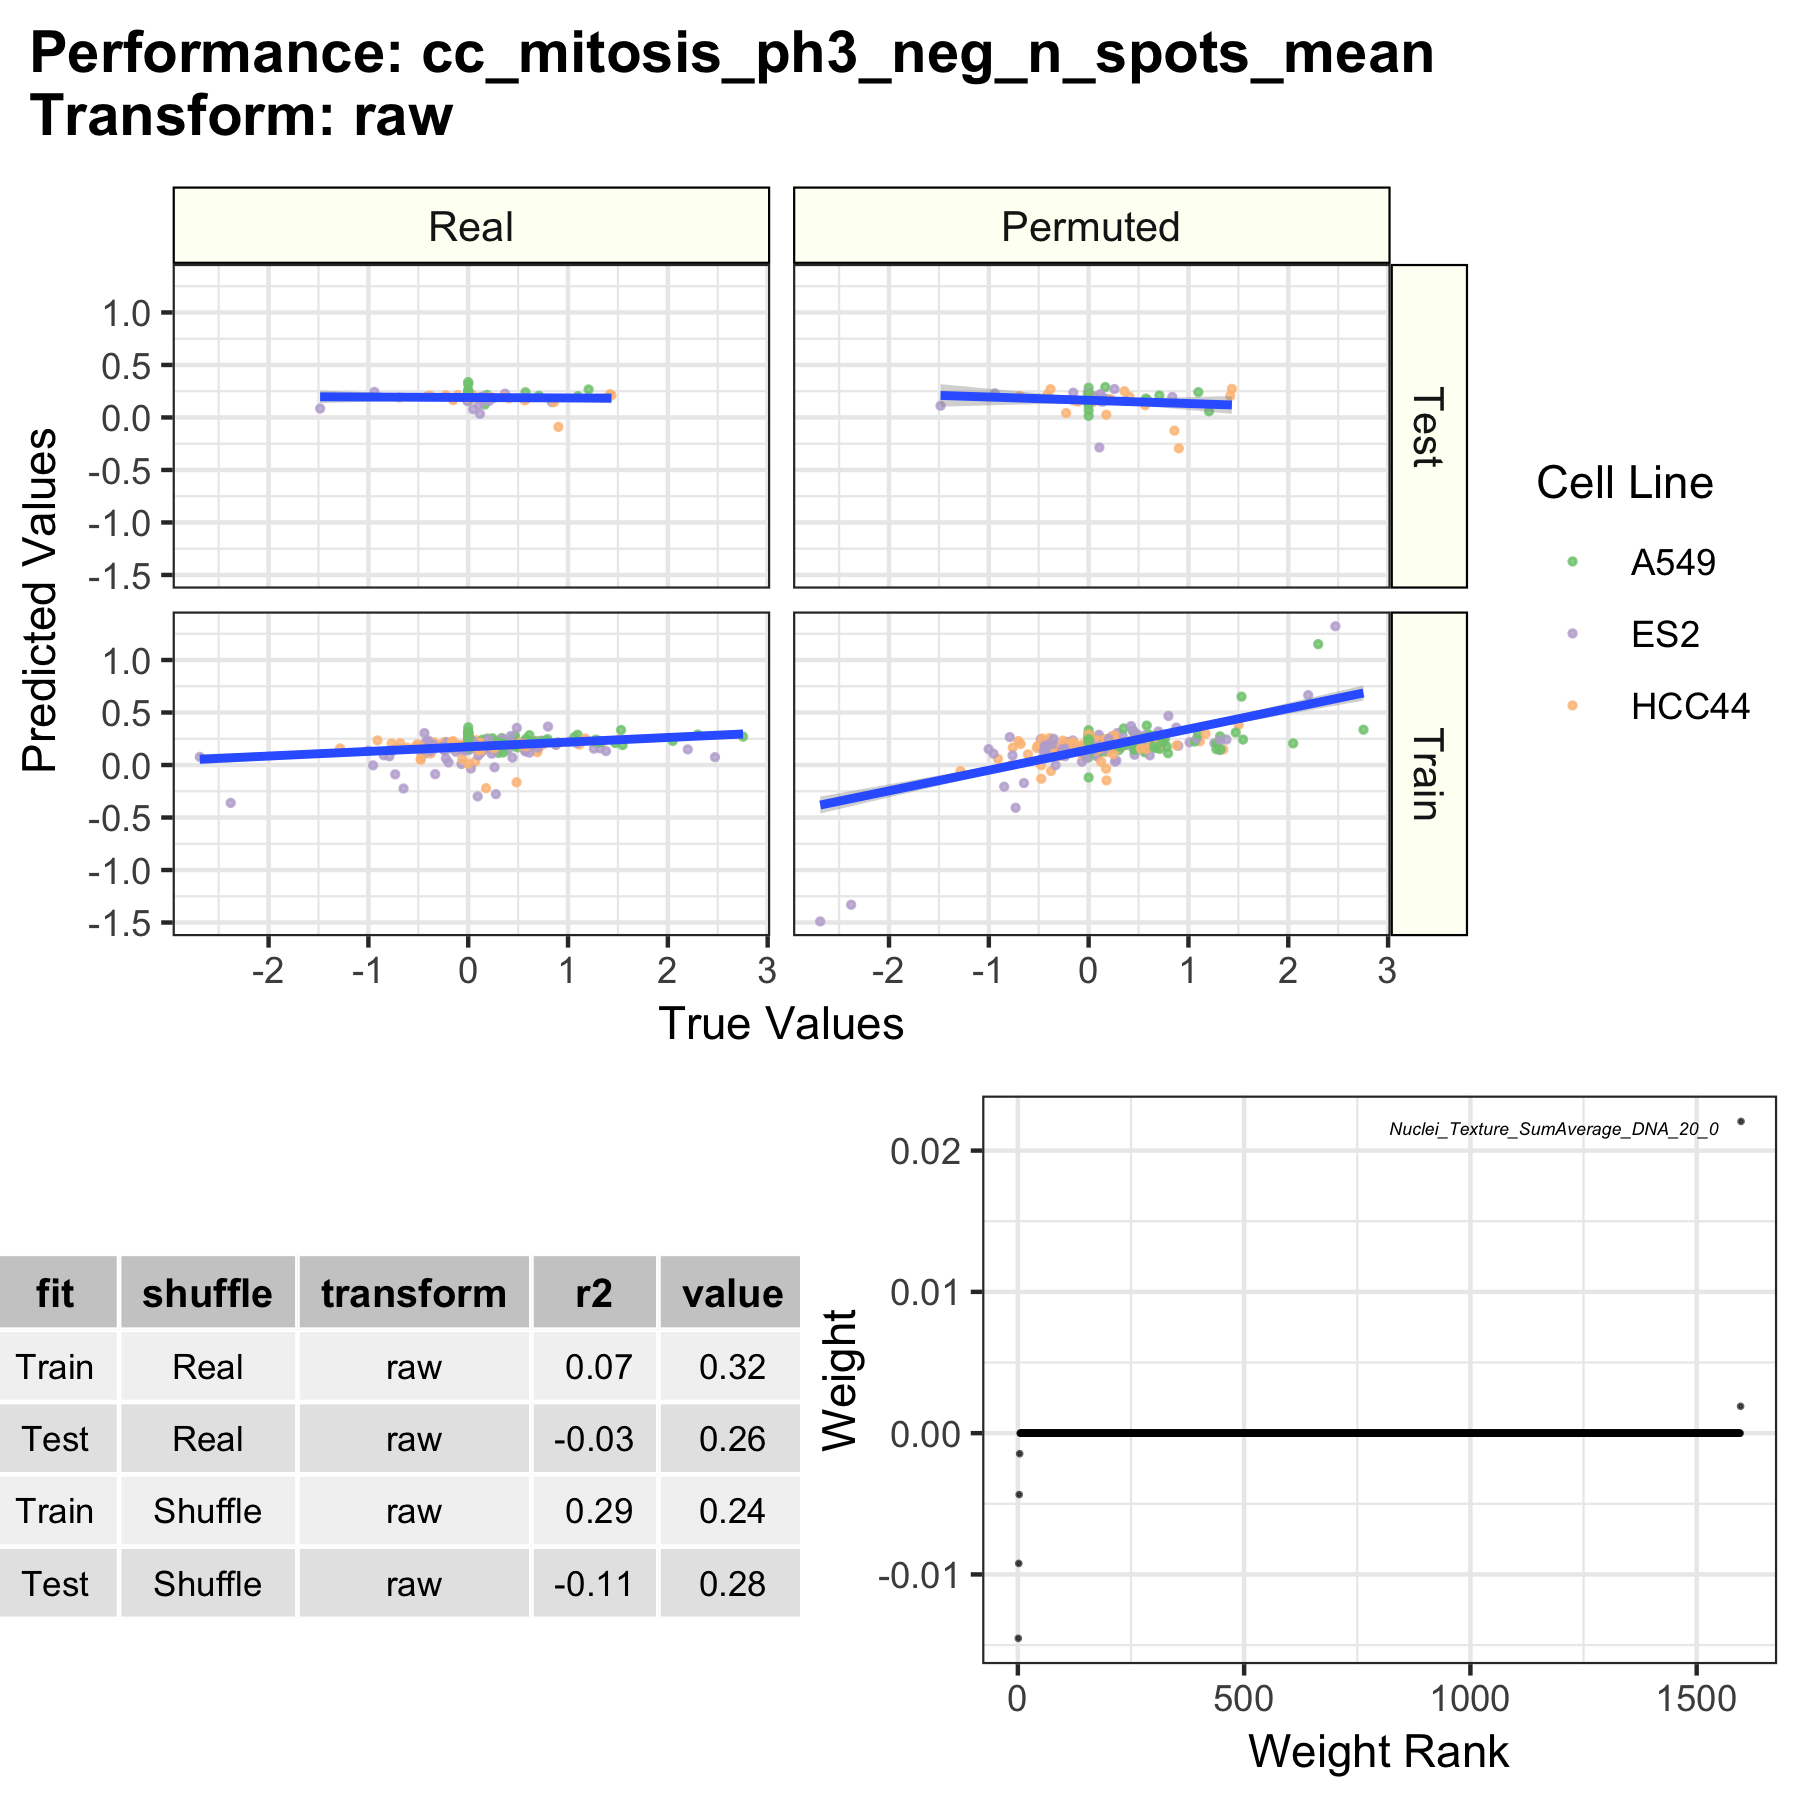 Performance: cc_mitosis_ph3_neg_n_spots_mean
Transform: raw
Real
Permuted
1.0
0.5
0.0
-0.5
-1.0
-1.5
Test
1.0
0.5
0.0
-0.5
-1.0
-1.5
Train
Predicted Values
-2 -1 0 1 2 3
-2 -1 0 1 2 3
True Values
Cell Line
A549
ES2
HCC44
fit shuffle transform r2 value
Train Real raw 0.07 0.32
Test Real raw -0.03 0.26
Train Shuffle raw 0.29 0.24
Test Shuffle raw -0.11 0.28
Nuclei_Texture_SumAverage_DNA_20_0
0.02
0.01
0.00
-0.01
Weight
0 500 1000 1500
Weight Rank